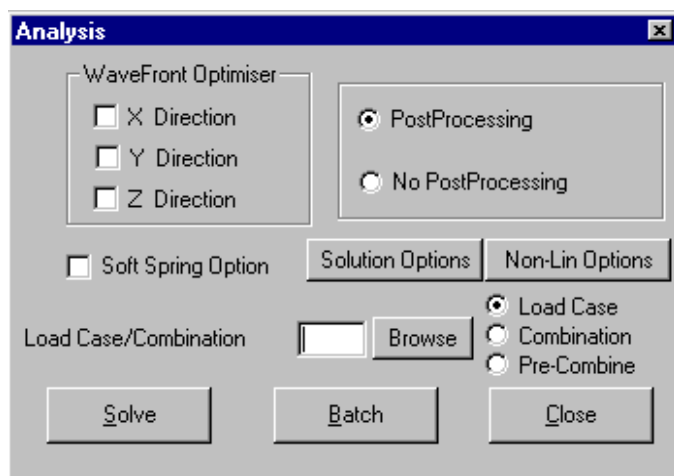 Analysis
WaveFront Optimiser
X Direction
Y Direction
Z Direction
PostProcessing
No PostProcessing
Soft Spring Option
Solution Options
Non-Lin Options
Load Case/Combination
Browse
Load Case
Combination
Pre-Combine
Solve
Batch
Close